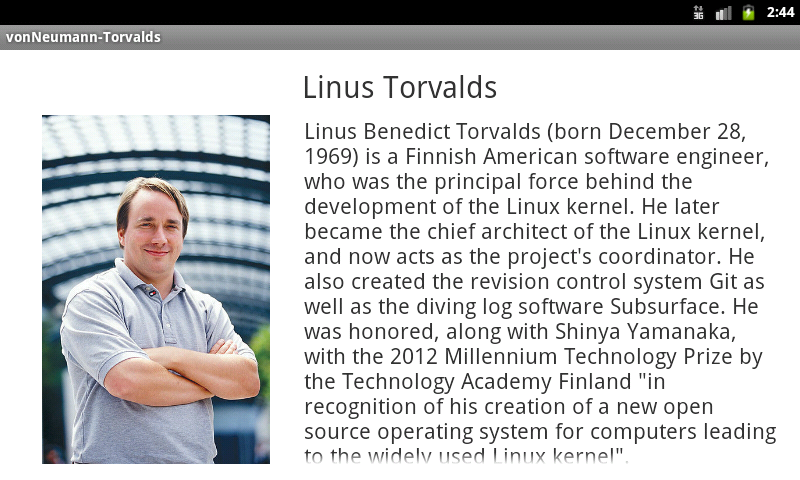 3G 2:44
vonNeumann-Torvalds
Linus Torvalds
Linus Benedict Torvalds (born December 28,
1969) is a Finnish American software engineer,
who was the principal force behind the
development of the Linux kernel. He later
became the chief architect of the Linux kernel,
and now acts as the project's coordinator. He
also created the revision control system Git as
well as the diving log software Subsurface. He
was honored, along with Shinya Yamanaka,
with the 2012 Millennium Technology Prize by
the Technology Academy Finland "in
recognition of his creation of a new open
source operating system for computers leading
to the widely used Linux kernel".